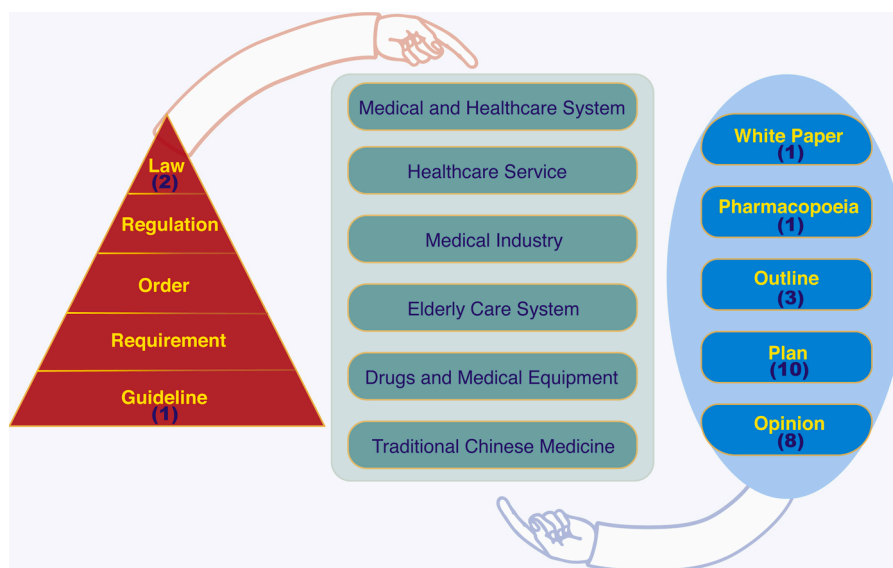 Law
(2)
Regulation
Order
Requirement
Guideline
(1)
Medical and Healthcare System
Healthcare Service
Medical Industry
Elderly Care System
Drugs and Medical Equipment
Traditional Chinese Medicine
White Paper
(1)
Pharmacopoeia
(1)
Outline
(3)
Plan
(10)
Opinion
(8)